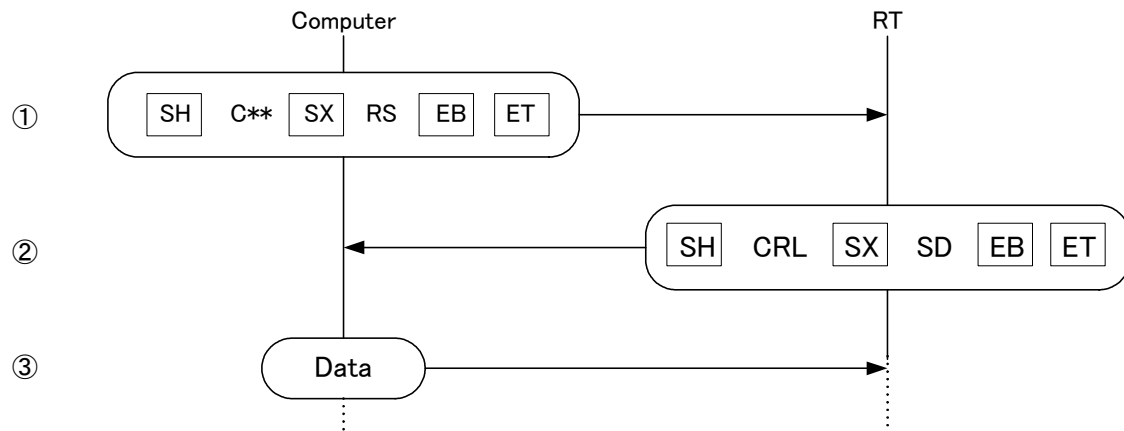 Computer RT
① SH C** SX RS EB ET
② SH CRL SX SD EB ET
③ Data